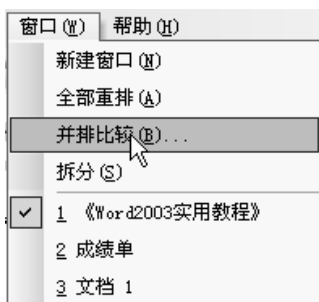 窗口(W) 帮助(H)
新建窗口(N)
全部重排(A)
并排比较(B)...
拆分(S)
1 《Word2003实用教程》
2 成绩单
3 文档 1